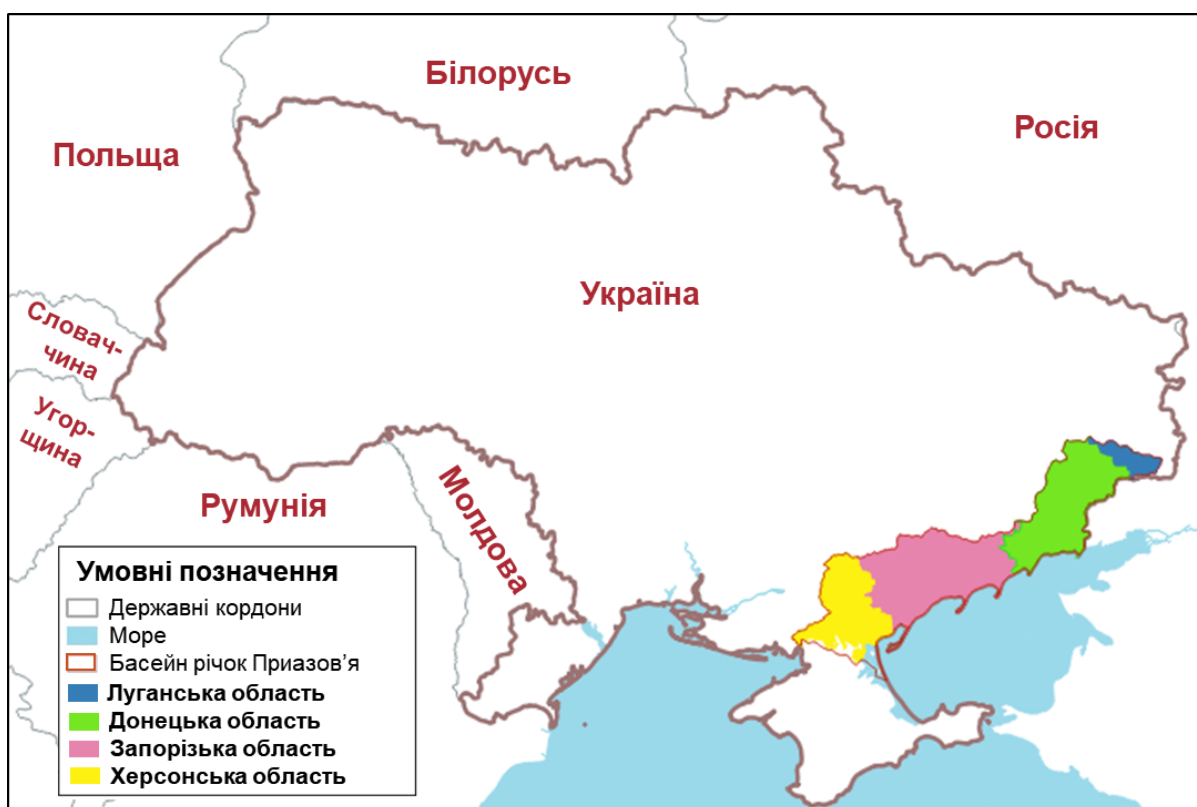 Білорусь
Росія
Польща
Україна
Словач-
чина
Угор-
щина
Румунія
Молдова
Умовні позначення
Державні кордони
Море
Басейн річок Приазов’я
Луганська область
Донецька область
Запорізька область
Херсонська область